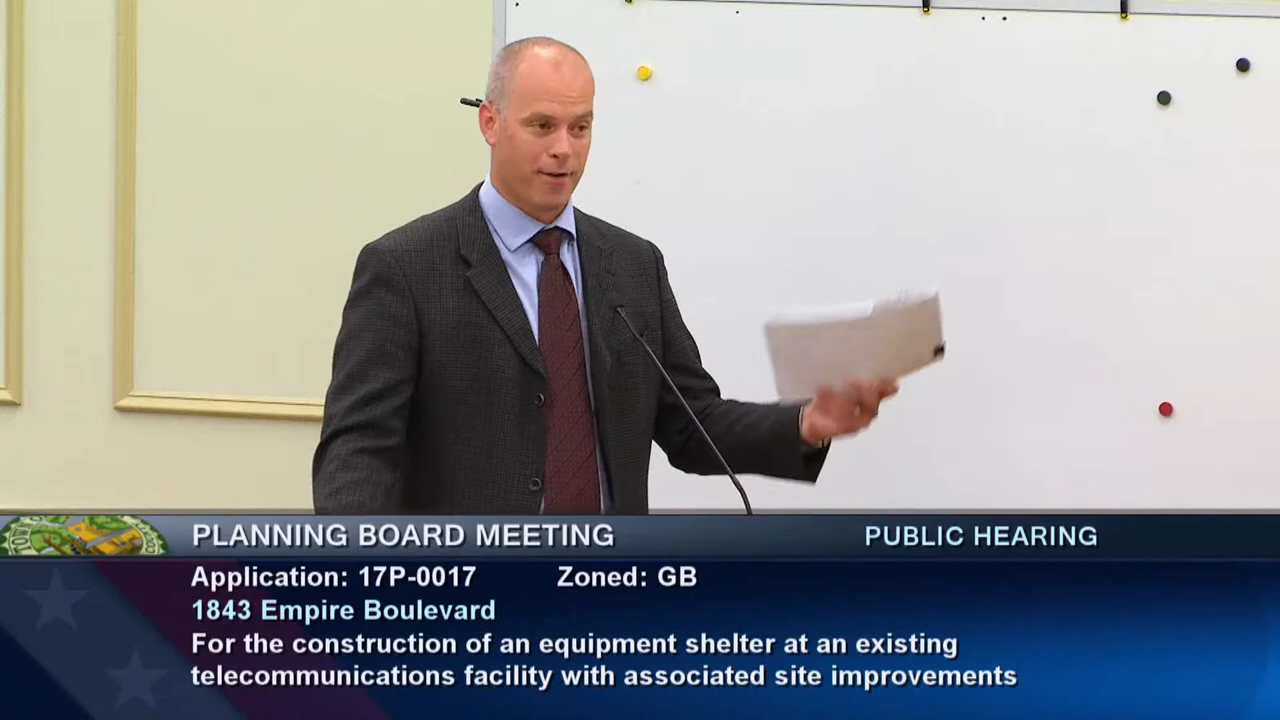 TOWN
PLANNING BOARD MEETING
PUBLIC HEARING
Application: 17P-0017
Zoned: GB
1843 Empire Boulevard
For the construction of an equipment shelter at an existing
telecommunications facility with associated site improvements